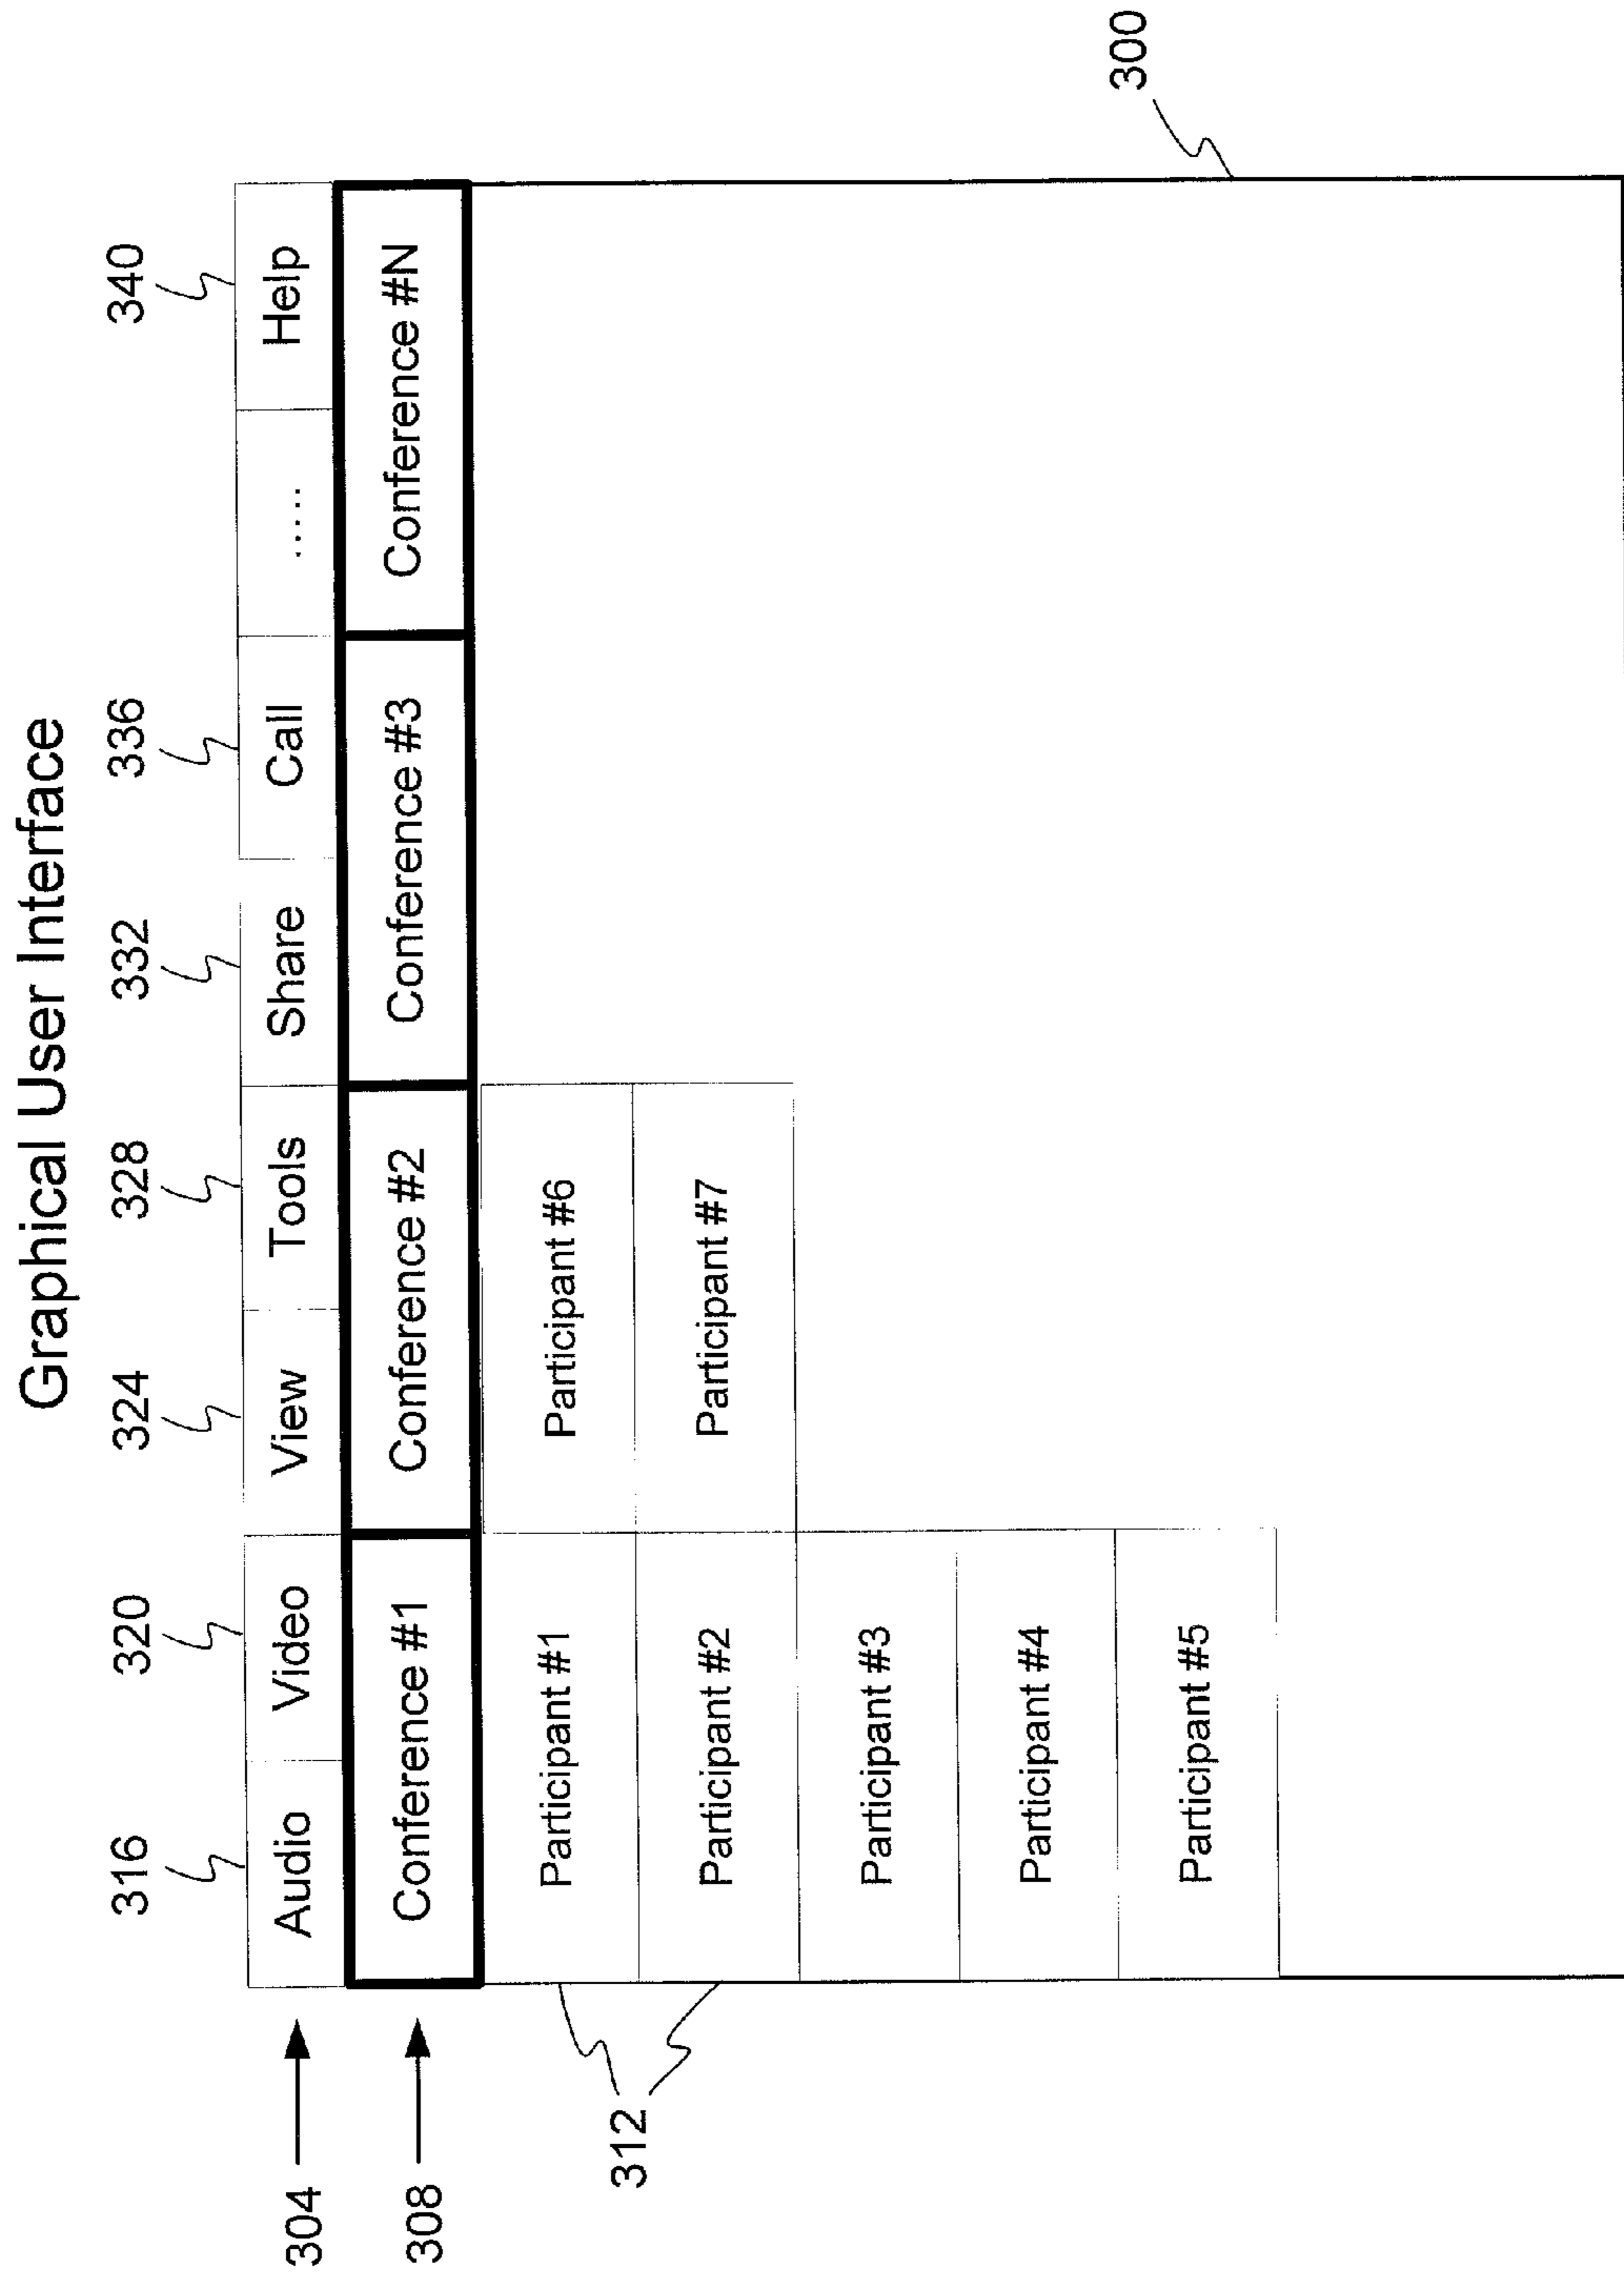 Graphical User Interface
316 320 324 328 332 336 340
304 Audio Video View Tools Share Call ..... Help
308 Conference #1 Conference #2 Conference #3 Conference #N
Participant #1 Participant #6
312
Participant #2 Participant #7
Participant #3
Participant #4
Participant #5
300